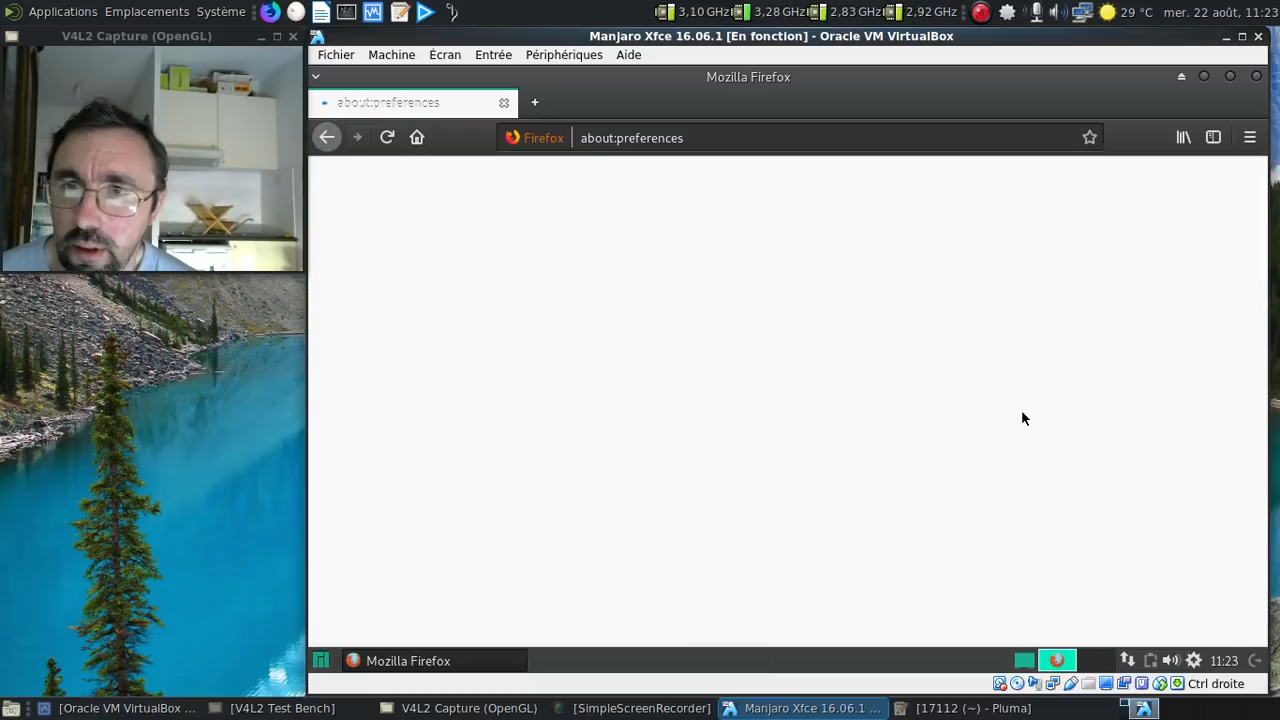 Applications Emplacements Système
3,10 GHz 3,28 GHz 2,83 GHz 2,92 GHz 29 °C mer. 22 août, 11:23
V4L2 Capture (OpenGL)
Manjaro Xfce 16.06.1 [En fonction] - Oracle VM VirtualBox
Fichier Machine Écran Entrée Périphériques Aide
Mozilla Firefox
about:preferences
Firefox about:preferences
Mozilla Firefox 11:23
Ctrl droite
[Oracle VM VirtualBox ... [V4L2 Test Bench] V4L2 Capture (OpenGL) [SimpleScreenRecorder] Manjaro Xfce 16.06.1 ... [17112 (~) - Pluma]